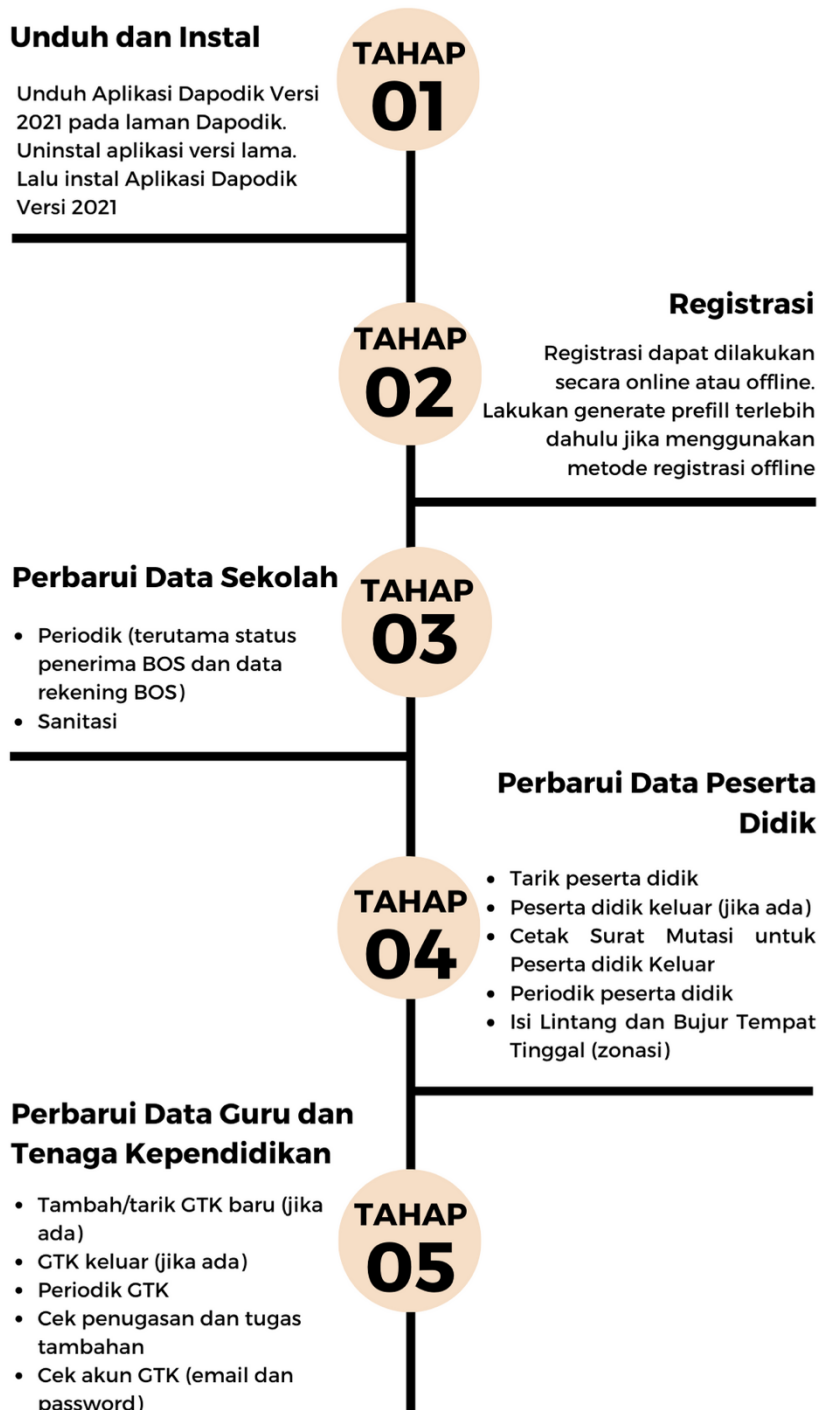 Unduh dan Instal
TAHAP
01
Unduh Aplikasi Dapodik Versi
2021 pada laman Dapodik.
Uninstal aplikasi versi lama.
Lalu instal Aplikasi Dapodik
Versi 2021
TAHAP
02
Registrasi
Registrasi dapat dilakukan
secara online atau offline.
Lakukan generate prefill terlebih
dahulu jika menggunakan
metode registrasi offline
Perbarui Data Sekolah
TAHAP
03
• Periodik (terutama status
penerima BOS dan data
rekening BOS)
• Sanitasi
Perbarui Data Peserta
Didik
TAHAP
04
• Tarik peserta didik
• Peserta didik keluar (jika ada)
• Cetak Surat Mutasi untuk
Peserta didik Keluar
• Periodik peserta didik
• Isi Lintang dan Bujur Tempat
Tinggal (zonasi)
Perbarui Data Guru dan
Tenaga Kependidikan
TAHAP
05
• Tambah/tarik GTK baru (jika
ada)
• GTK keluar (jika ada)
• Periodik GTK
• Cek penugasan dan tugas
tambahan
• Cek akun GTK (email dan
password)